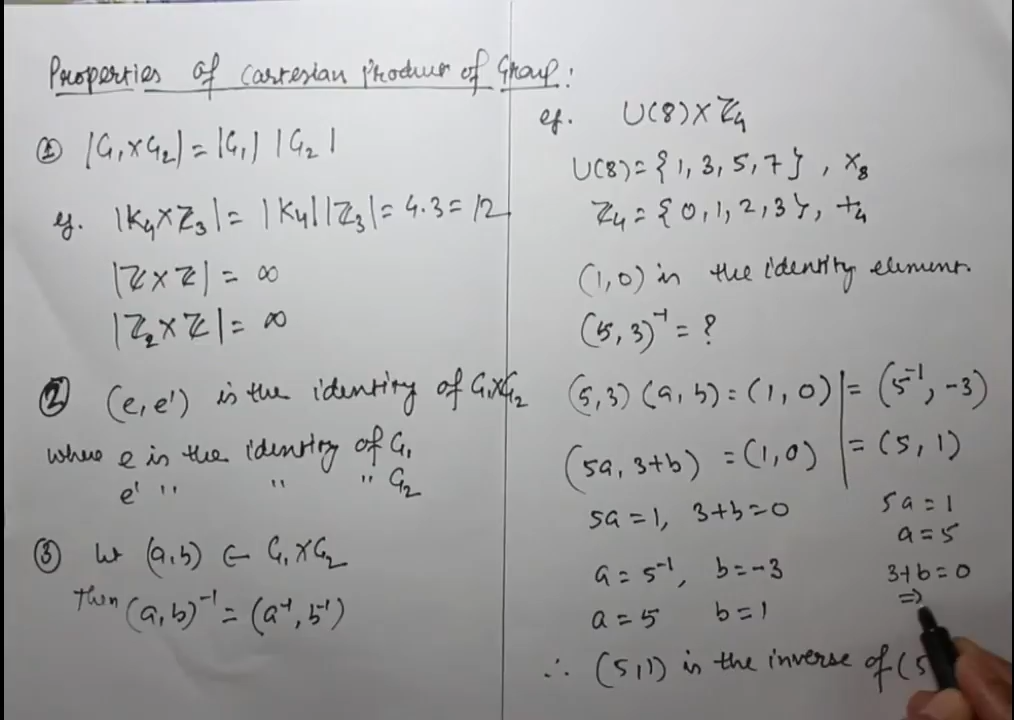 Properties of Cartesian Product of Group:
① |G₁×G₂| = |G₁| |G₂|
eg. |K₄×Z₃| = |K₄||Z₃| = 4.3 = 12
|Z×Z| = ∞
|Z₂×Z| = ∞
② (e,e') is the identity of G₁×G₂
where e is the identity of G₁
e' '' '' '' G₂
③ let (a,b) ∈ G₁×G₂
Then (a,b)⁻¹ = (a⁻¹, b⁻¹)
eg. U(8)×Z₄
U(8) = {1,3,5,7}, ×₈
Z₄ = {0,1,2,3}, +₄
(1,0) is the identity element.
(5,3)⁻¹ = ?
(5,3)(a,b) = (1,0)
(5a, 3+b) = (1,0)
5a = 1, 3+b = 0
a = 5⁻¹, b = -3
a = 5 b = 1
= (5⁻¹, -3)
= (5, 1)
5a = 1
a = 5
3+b = 0
⇒
∴ (5,1) is the inverse of (5